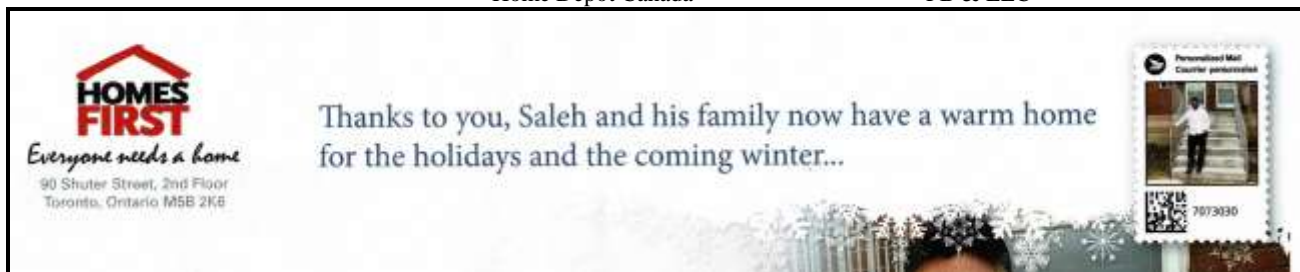 HOMES
FIRST
Everyone needs a home
90 Shuter Street, 2nd Floor
Toronto, Ontario M5B 2K6
Thanks to you, Saleh and his family now have a warm home
for the holidays and the coming winter...
Personalized Mail
Courrier personnalisé
7073030